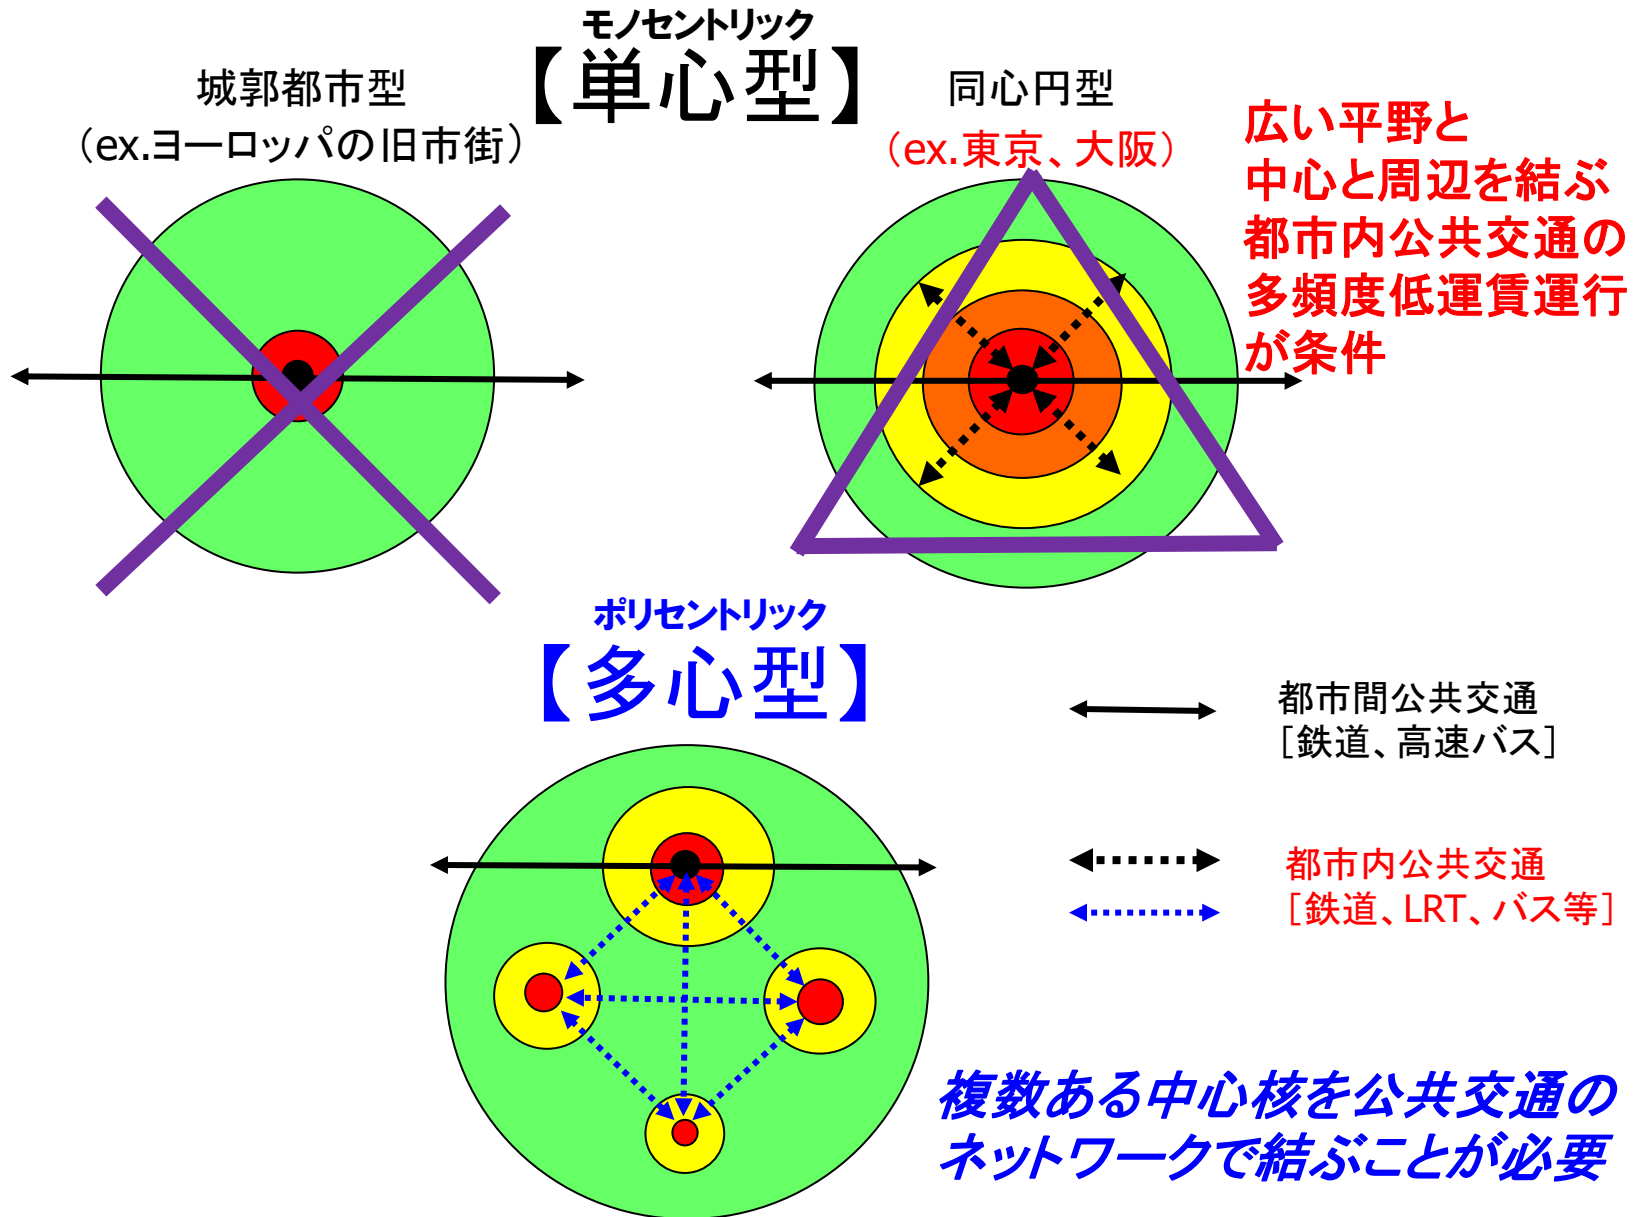 モノセントリック
【単心型】
城郭都市型
（ex.ヨーロッパの旧市街）
同心円型
（ex.東京、大阪）
広い平野と
中心と周辺を結ぶ
都市内公共交通の
多頻度低運賃運行
が条件
ポリセントリック
【多心型】
都市間公共交通
［鉄道、高速バス］
都市内公共交通
［鉄道、LRT、バス等］
複数ある中心核を公共交通の
ネットワークで結ぶことが必要